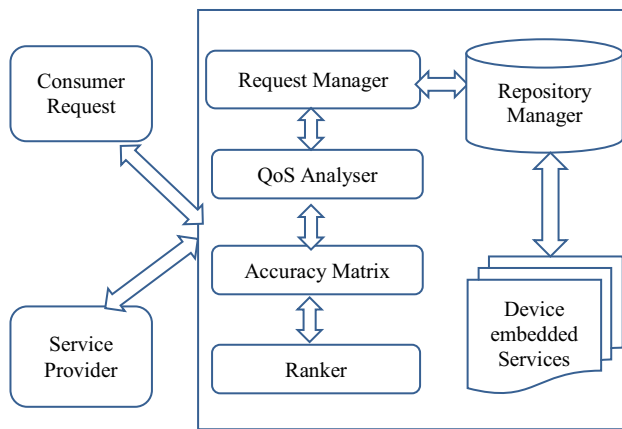 Consumer
Request
Request Manager
Repository
Manager
QoS Analyser
Accuracy Matrix
Service
Provider
Ranker
Device
embedded
Services